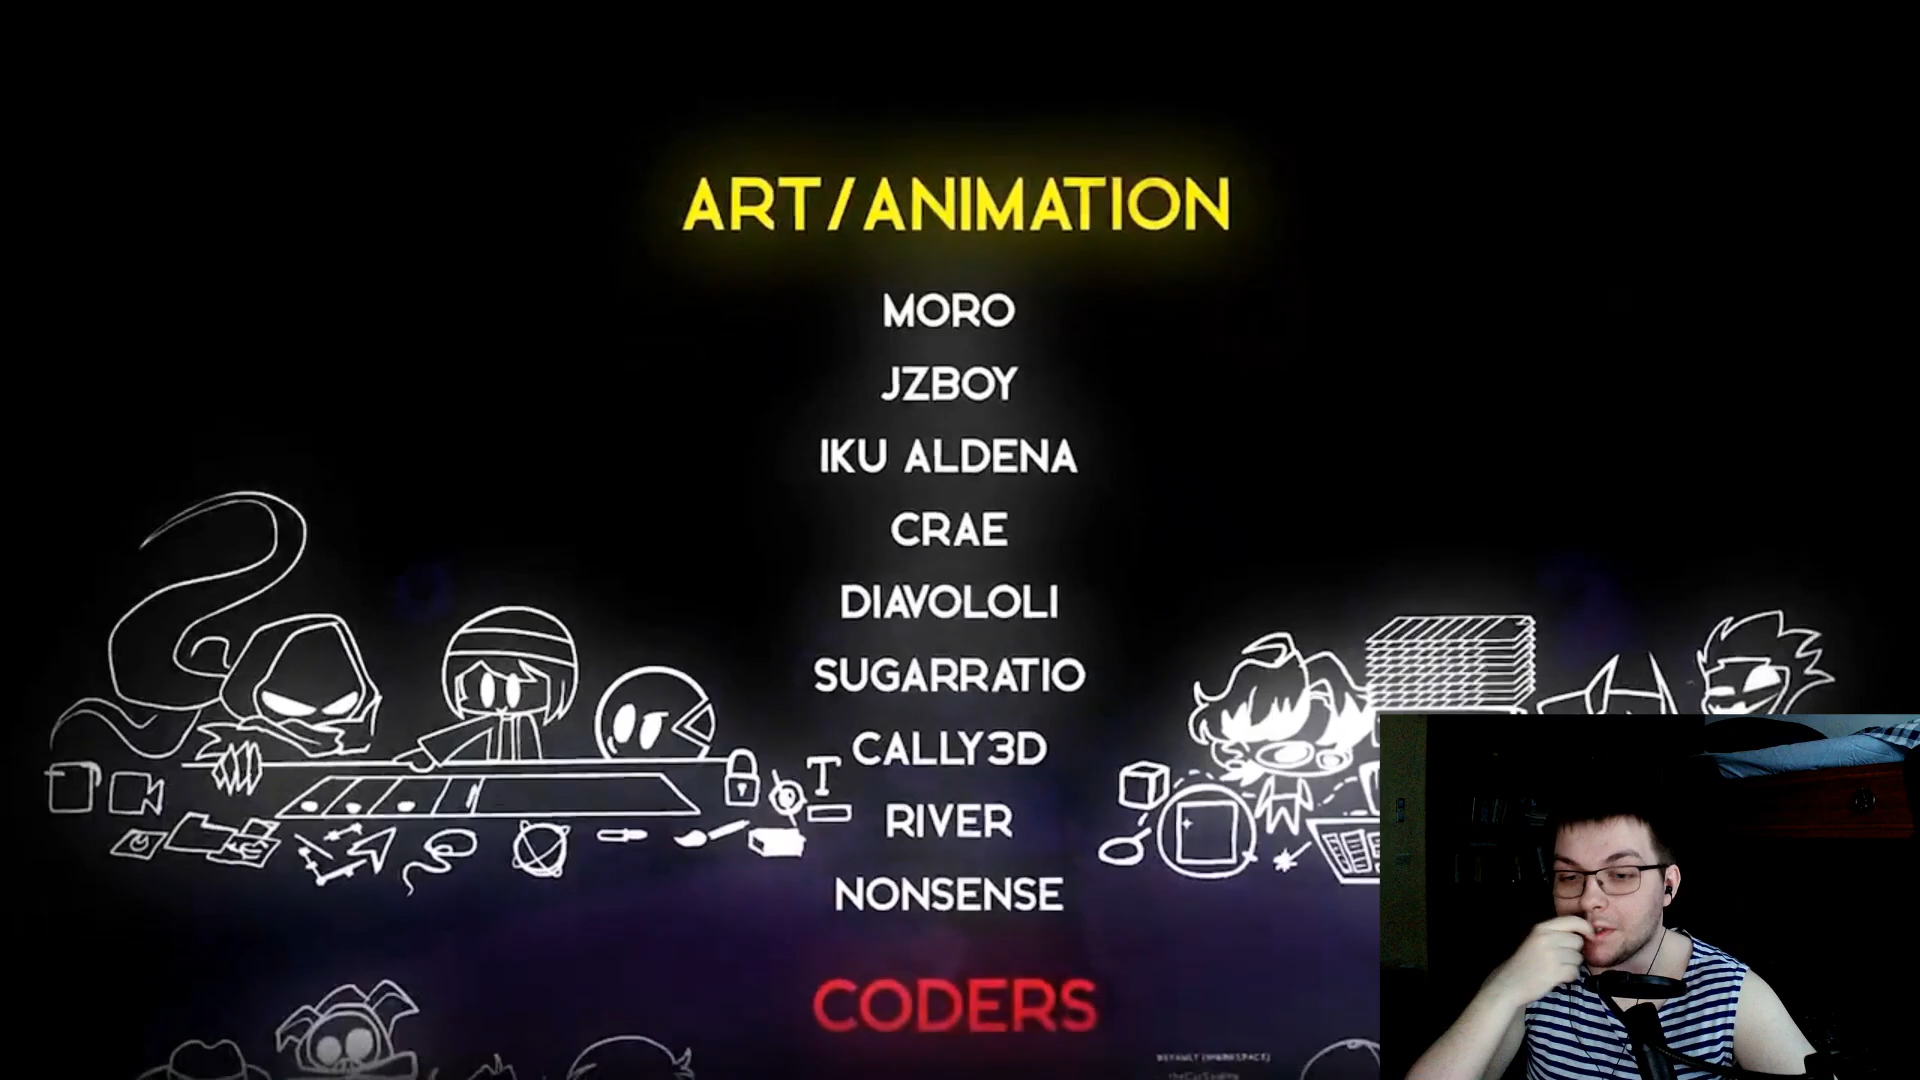 ART/ANIMATION
MORO
JZBOY
IKU ALDENA
CRAE
DIAVOLOLI
SUGARRATIO
CALLY3D
T
RIVER
NONSENSE
CODERS